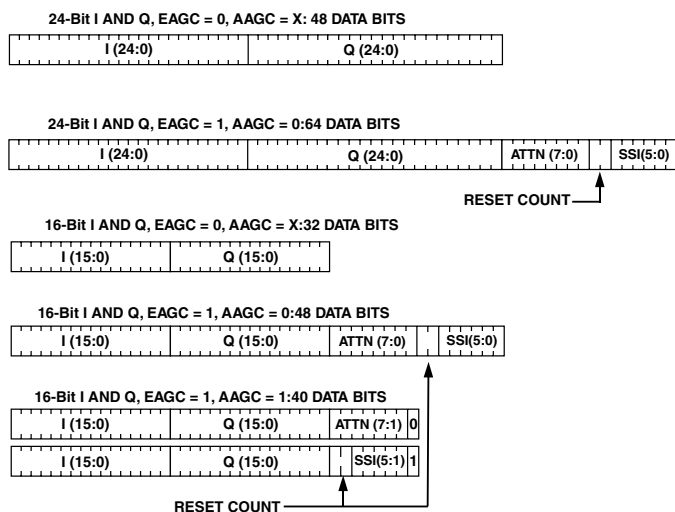 24-Bit I AND Q, EAGC = 0, AAGC = X: 48 DATA BITS
I (24:0) Q (24:0)
24-Bit I AND Q, EAGC = 1, AAGC = 0:64 DATA BITS
I (24:0) Q (24:0) ATTN (7:0) SSI(5:0)
RESET COUNT
16-Bit I AND Q, EAGC = 0, AAGC = X:32 DATA BITS
I (15:0) Q (15:0)
16-Bit I AND Q, EAGC = 1, AAGC = 0:48 DATA BITS
I (15:0) Q (15:0) ATTN (7:0) SSI(5:0)
16-Bit I AND Q, EAGC = 1, AAGC = 1:40 DATA BITS
I (15:0) Q (15:0) ATTN (7:1) 0
I (15:0) Q (15:0) SSI(5:1) 1
RESET COUNT